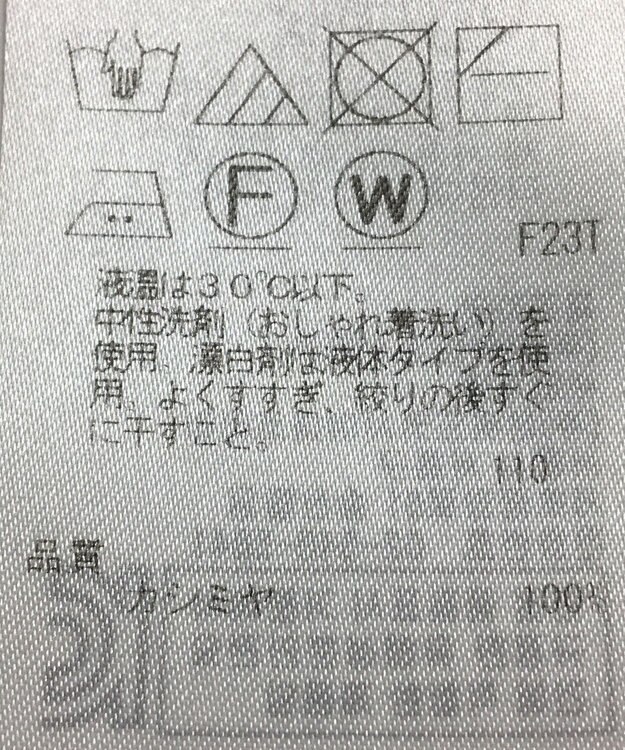 F
W
F23T
液温は30℃以下。
中性洗剤(おしゃれ着洗い)を
使用、漂白剤は液体タイプを使
用、よくすすぎ、絞りの後すぐ
に干すこと。
110
品質
カシミヤ 100%